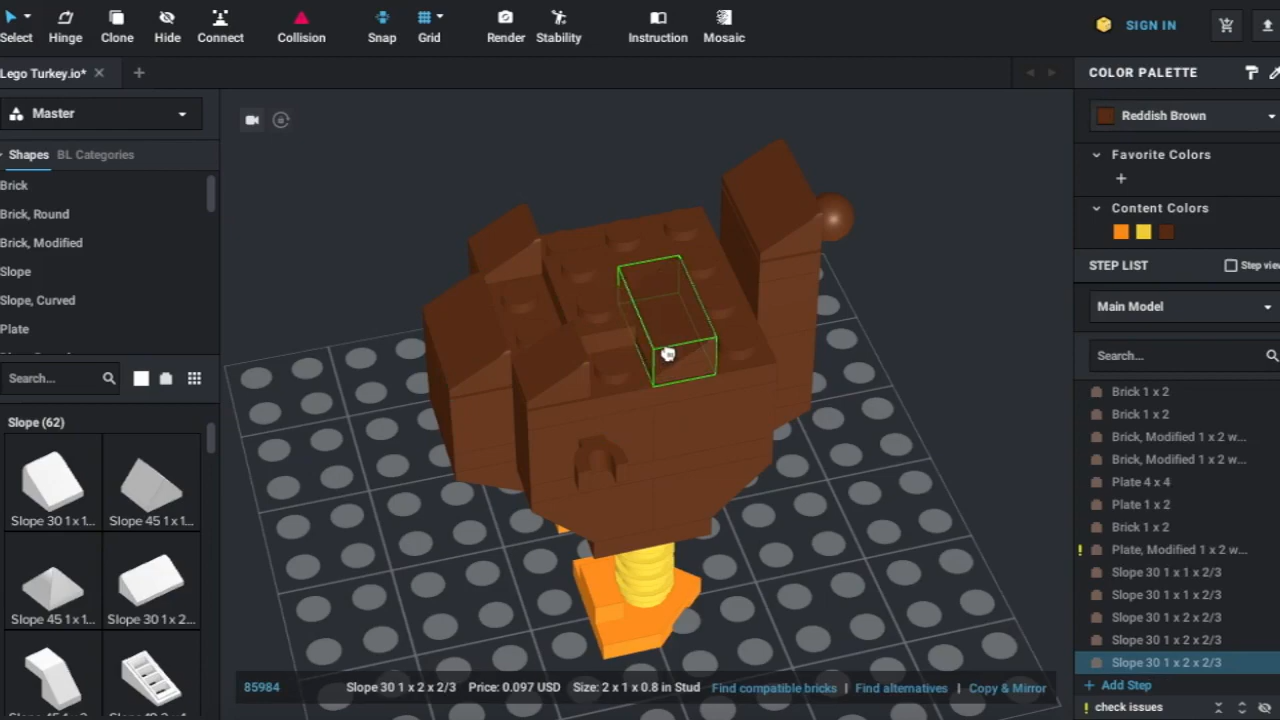 Select Hinge Clone Hide Connect Collision Snap Grid Render Stability Instruction Mosaic SIGN IN
Lego Turkey.io*
Master
Shapes BL Categories
Brick
Brick, Round
Brick, Modified
Slope
Slope, Curved
Plate
Search...
Slope (62)
Slope 30 1 x 1... Slope 45 1 x 1...
Slope 45 1 x 1... Slope 30 1 x 2...
85984 Slope 30 1 x 2 x 2/3 Price: 0.097 USD Size: 2 x 1 x 0.8 in Stud Find compatible bricks | Find alternatives | Copy & Mirror
COLOR PALETTE
Reddish Brown
Favorite Colors
Content Colors
STEP LIST Step view
Main Model
Search...
Brick 1 x 2
Brick 1 x 2
Brick, Modified 1 x 2 w...
Brick, Modified 1 x 2 w...
Plate 4 x 4
Plate 1 x 2
Brick 1 x 2
Plate, Modified 1 x 2 w...
Slope 30 1 x 1 x 2/3
Slope 30 1 x 1 x 2/3
Slope 30 1 x 2 x 2/3
Slope 30 1 x 2 x 2/3
Slope 30 1 x 2 x 2/3
+ Add Step
! check issues